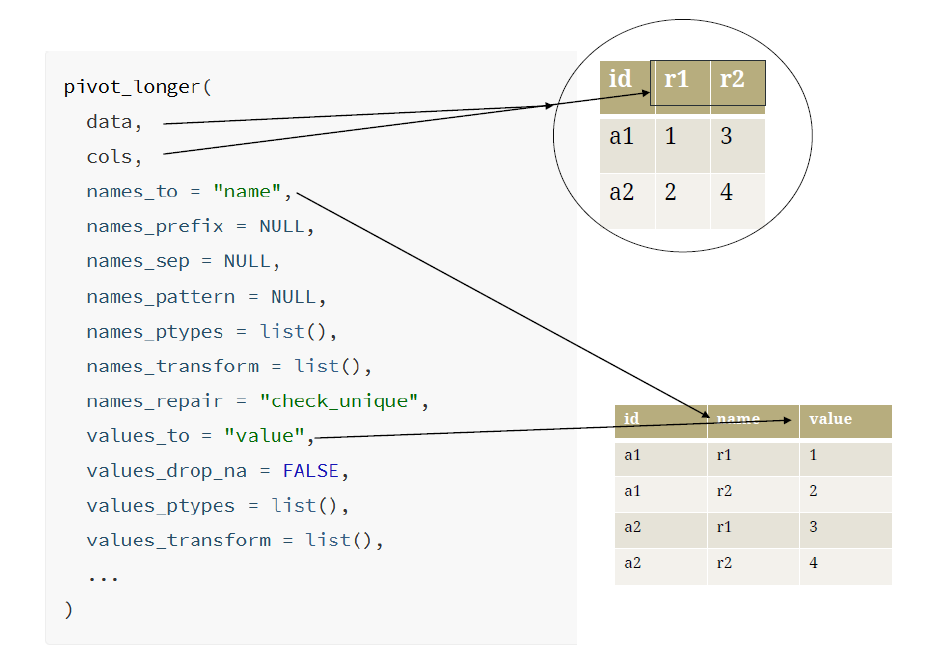 pivot_longer(
data,
cols,
names_to = "name",
names_prefix = NULL,
names_sep = NULL,
names_pattern = NULL,
names_ptypes = list(),
names_transform = list(),
names_repair = "check_unique",
values_to = "value",
values_drop_na = FALSE,
values_ptypes = list(),
values_transform = list(),
...
)
id r1 r2
a1 1 3
a2 2 4
id name value
a1 r1 1
a1 r2 2
a2 r1 3
a2 r2 4